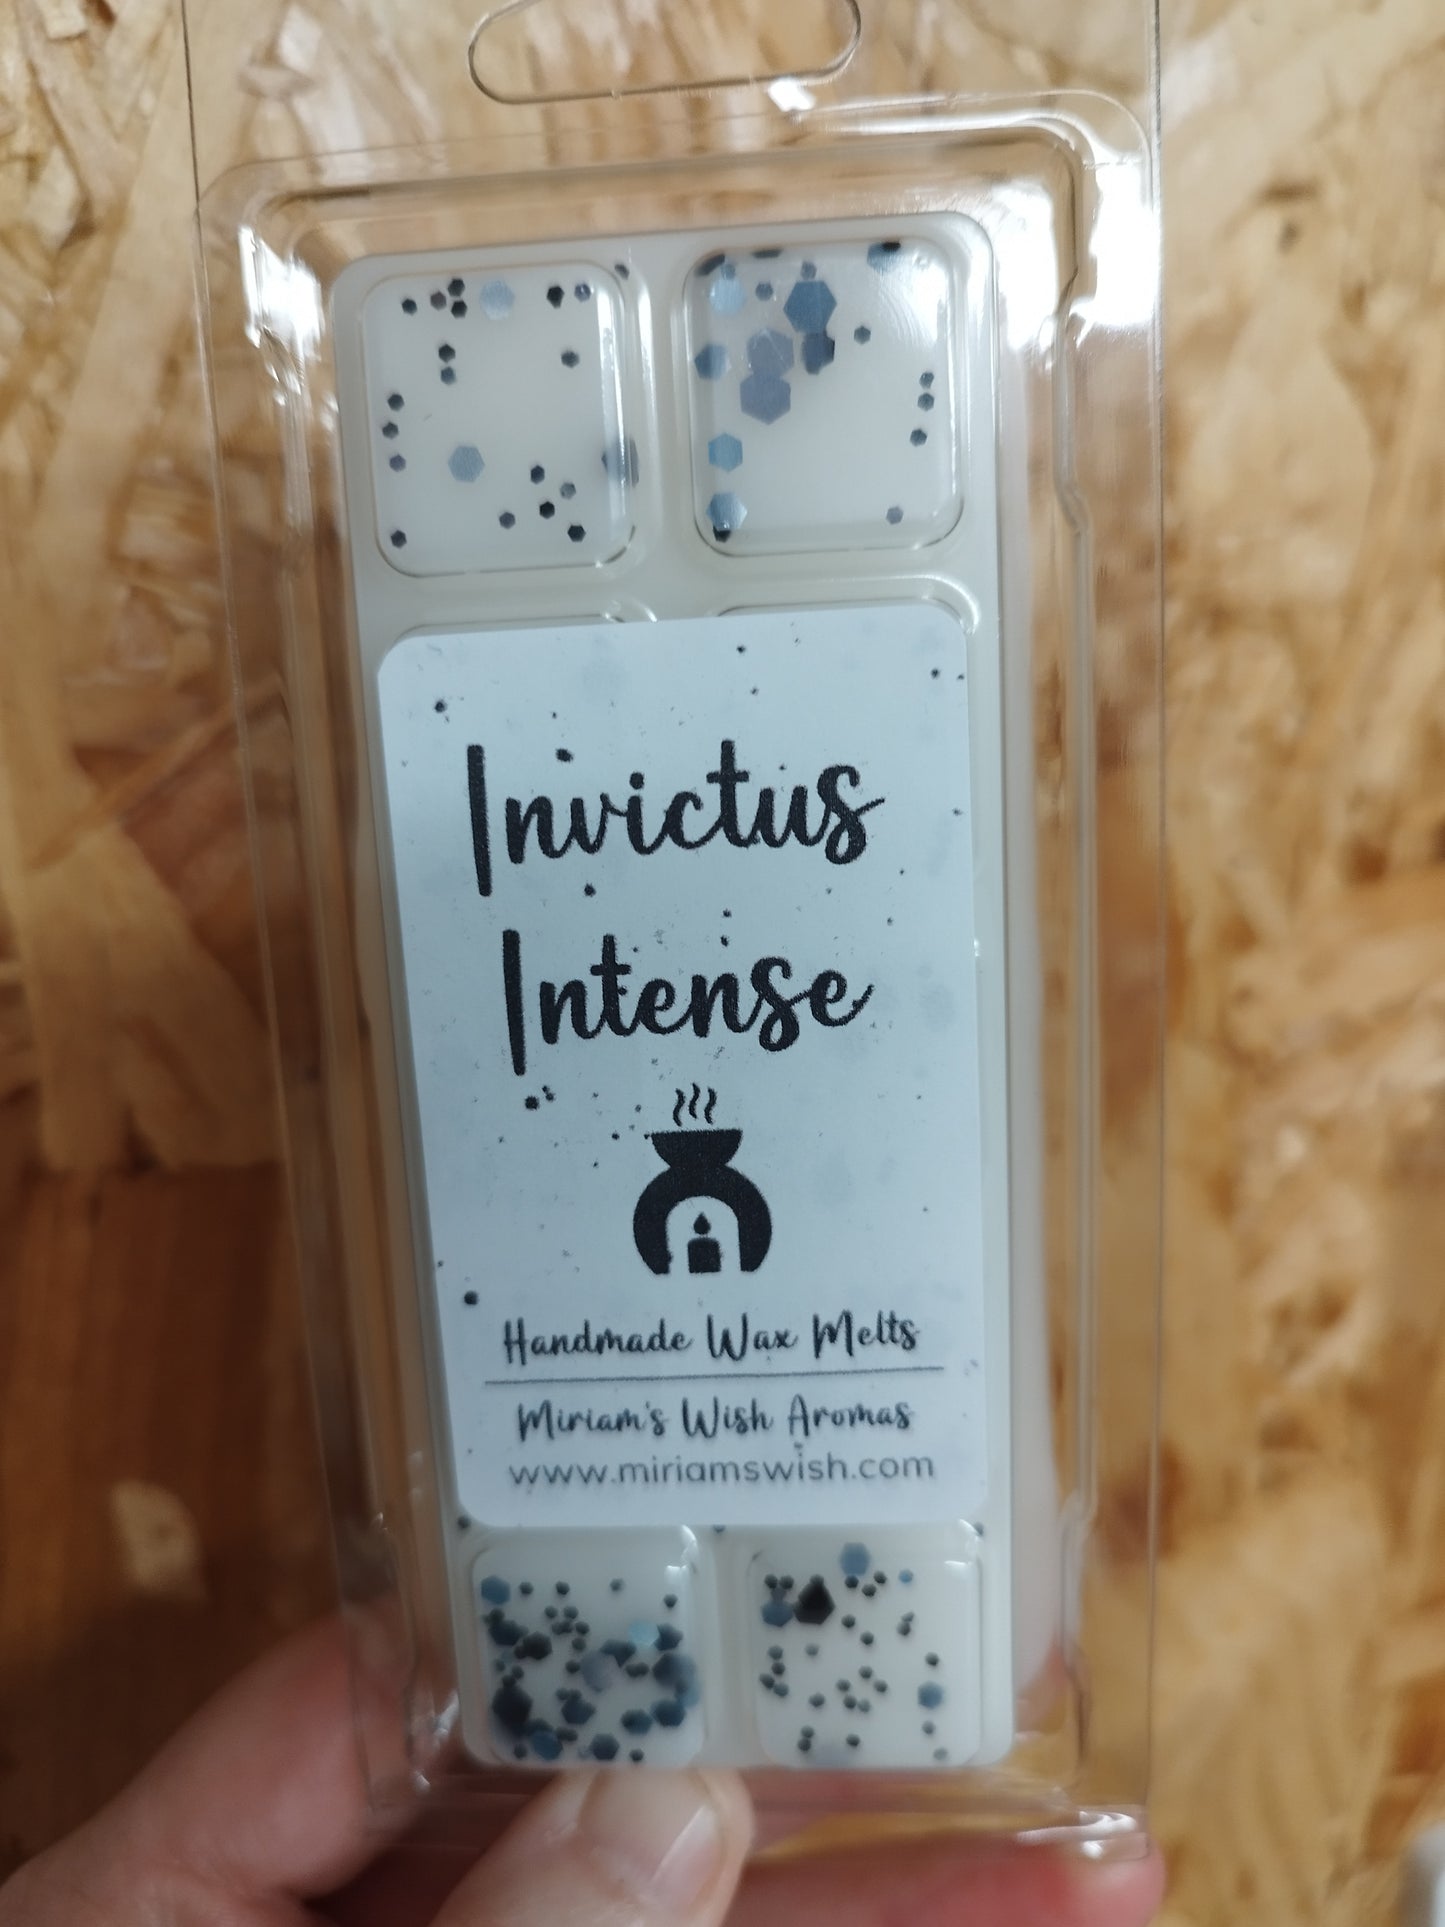 Invictus
Intense
Handmade Wax Melts
Miriam's Wish Aromas
www.miriamswish.com